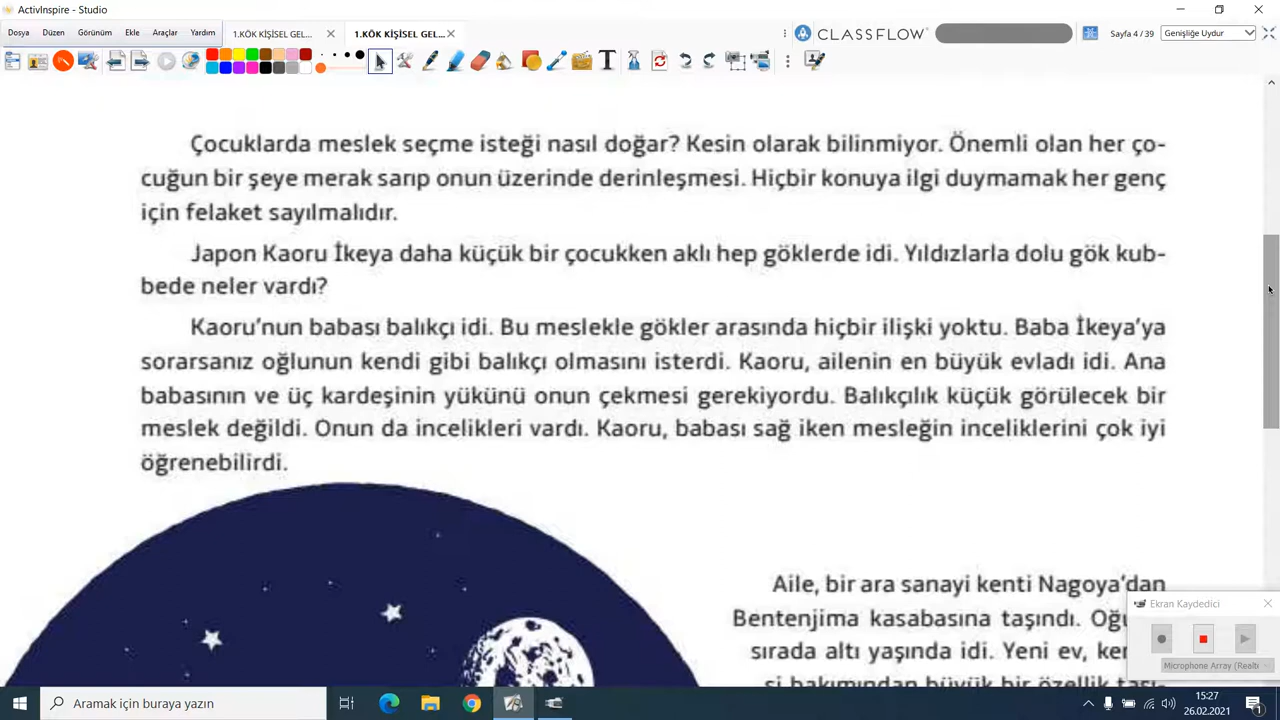 ActivInspire - Studio
Dosya Düzen Görünüm Ekle Araçlar Yardım
1.KÖK KİŞİSEL GEL...
1.KÖK KİŞİSEL GEL...
CLASSFLOW
Sayfa 4 / 39
Genişliğe Uydur
Çocuklarda meslek seçme isteği nasıl doğar? Kesin olarak bilinmiyor. Önemli olan her ço-
cuğun bir şeye merak sarıp onun üzerinde derinleşmesi. Hiçbir konuya ilgi duymamak her genç
için felaket sayılmalıdır.
Japon Kaoru İkeya daha küçük bir çocukken aklı hep göklerde idi. Yıldızlarla dolu gök kub-
bede neler vardı?
Kaoru'nun babası balıkçı idi. Bu meslekle gökler arasında hiçbir ilişki yoktu. Baba İkeya'ya
sorarsanız oğlunun kendi gibi balıkçı olmasını isterdi. Kaoru, ailenin en büyük evladı idi. Ana
babasının ve üç kardeşinin yükünü onun çekmesi gerekiyordu. Balıkçılık küçük görülecek bir
meslek değildi. Onun da incelikleri vardı. Kaoru, babası sağ iken mesleğin inceliklerini çok iyi
öğrenebilirdi.
Aile, bir ara sanayi kenti Nagoya'dan
Bentenjima kasabasına taşındı.
sırada altı yaşında idi. Yeni ev,
si bakımından büyük bir özellik
Ekran Kaydedici
Microphone Array (Realt
Aramak için buraya yazın
15:27
26.02.2021